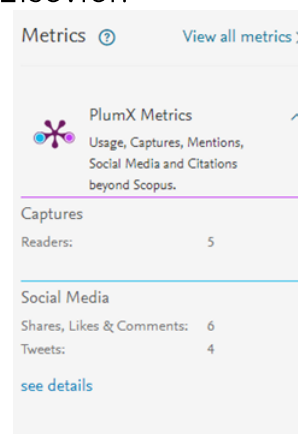 Metrics ? View all metrics >
PlumX Metrics
Usage, Captures, Mentions,
Social Media and Citations
beyond Scopus.
Captures
Readers: 5
Social Media
Shares, Likes & Comments: 6
Tweets: 4
see details